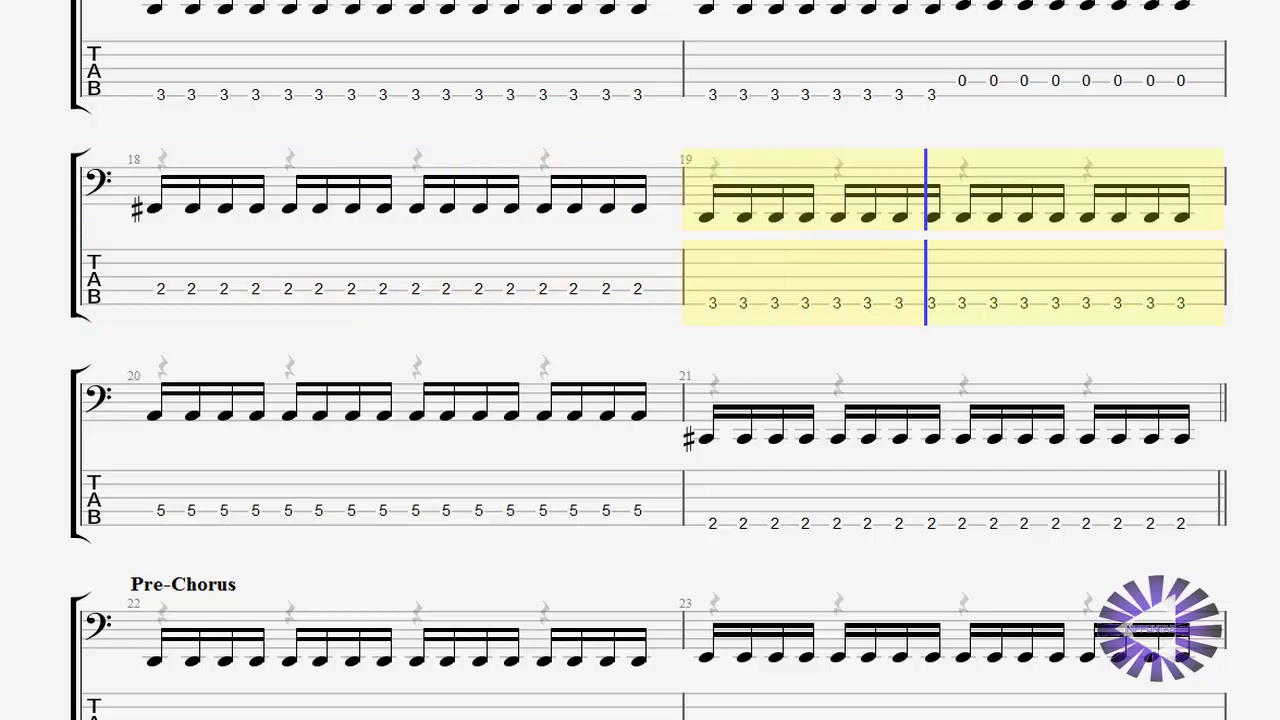 T
A
B
3 3 3 3 3 3 3 3 3 3 3 3 3 3 3 3 3 3 3 3 3 3 3 3 0 0 0 0 0 0 0 0
18 19
T
A
B
2 2 2 2 2 2 2 2 2 2 2 2 2 2 2 2 3 3 3 3 3 3 3 3 3 3 3 3 3 3 3 3
20 21
T
A
B
5 5 5 5 5 5 5 5 5 5 5 5 5 5 5 5 2 2 2 2 2 2 2 2 2 2 2 2 2 2 2 2
Pre-Chorus
22 23
T